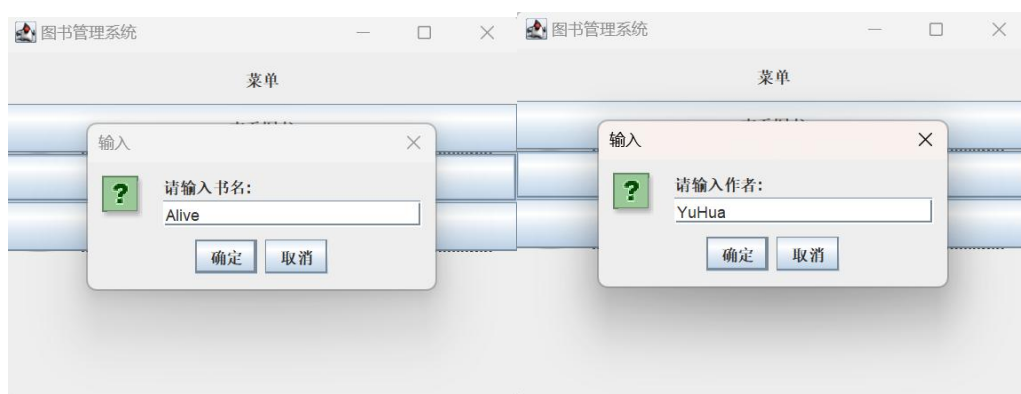 图书管理系统
菜单
输入
请输入书名：
Alive
确定 取消
图书管理系统
菜单
输入
请输入作者：
YuHua
确定 取消